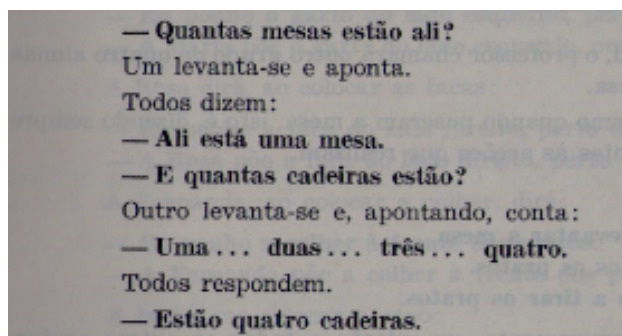 — Quantas mesas estão ali?
Um levanta-se e aponta.
Todos dizem:
— Ali está uma mesa.
— E quantas cadeiras estão?
Outro levanta-se e, apontando, conta:
— Uma... duas... três... quatro.
Todos respondem.
— Estão quatro cadeiras.